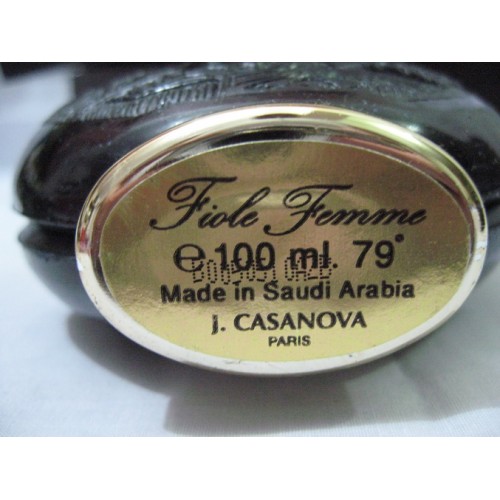 Fiole Femme
℮ 100 ml. 79°
Made in Saudi Arabia
J. CASANOVA
PARIS